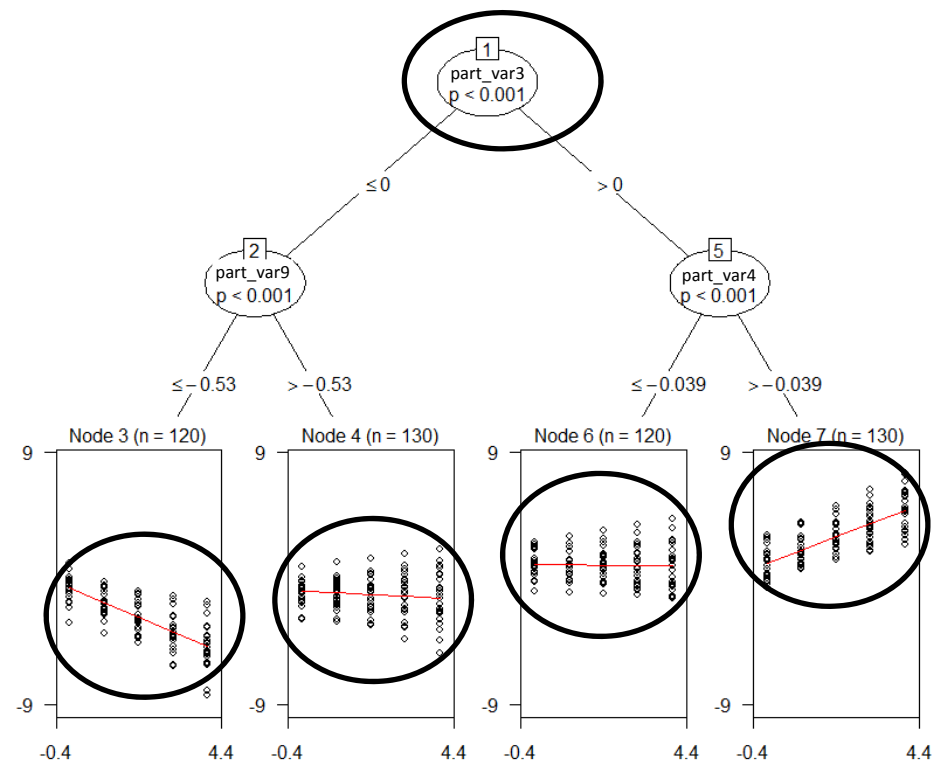 1
part_var3
p < 0.001
≤ 0
> 0
2
part_var9
p < 0.001
5
part_var4
p < 0.001
≤ −0.53
> −0.53
≤ −0.039
> −0.039
Node 3 (n = 120)
Node 4 (n = 130)
Node 6 (n = 120)
Node 7 (n = 130)
9
9
9
9
-9
-9
-9
-9
-0.4
4.4
-0.4
4.4
-0.4
4.4
-0.4
4.4